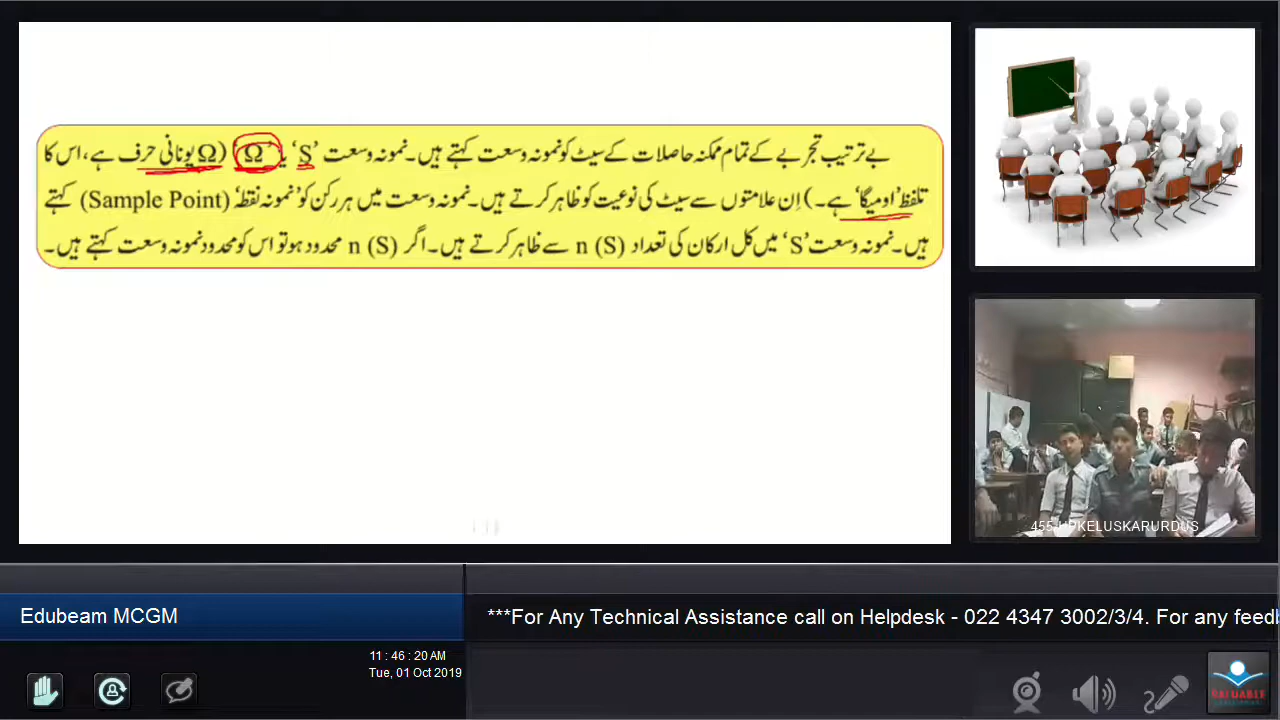 بے ترتیب تجربے کے تمام ممکنہ حاصلات کے سیٹ کو نمونہ وسعت کہتے ہیں۔ نمونہ وسعت ’S‘ یا ’Ω‘ (Ω یونانی حرف ہے، اس کا
تلفظ ’اومیگا‘ ہے۔) اِن علامتوں سے سیٹ کی نوعیت کو ظاہر کرتے ہیں۔ نمونہ وسعت میں ہر رکن کو ’نمونہ نقطہ‘ (Sample Point) کہتے
ہیں۔ نمونہ وسعت ’S‘ میں کل ارکان کی تعداد n (S) سے ظاہر کرتے ہیں۔ اگر n (S) محدود ہو تو اس کو محدود نمونہ وسعت کہتے ہیں۔
Edubeam MCGM
***For Any Technical Assistance call on Helpdesk - 022 4347 3002/3/4. For any feedb
11 : 46 : 20 AM
Tue, 01 Oct 2019